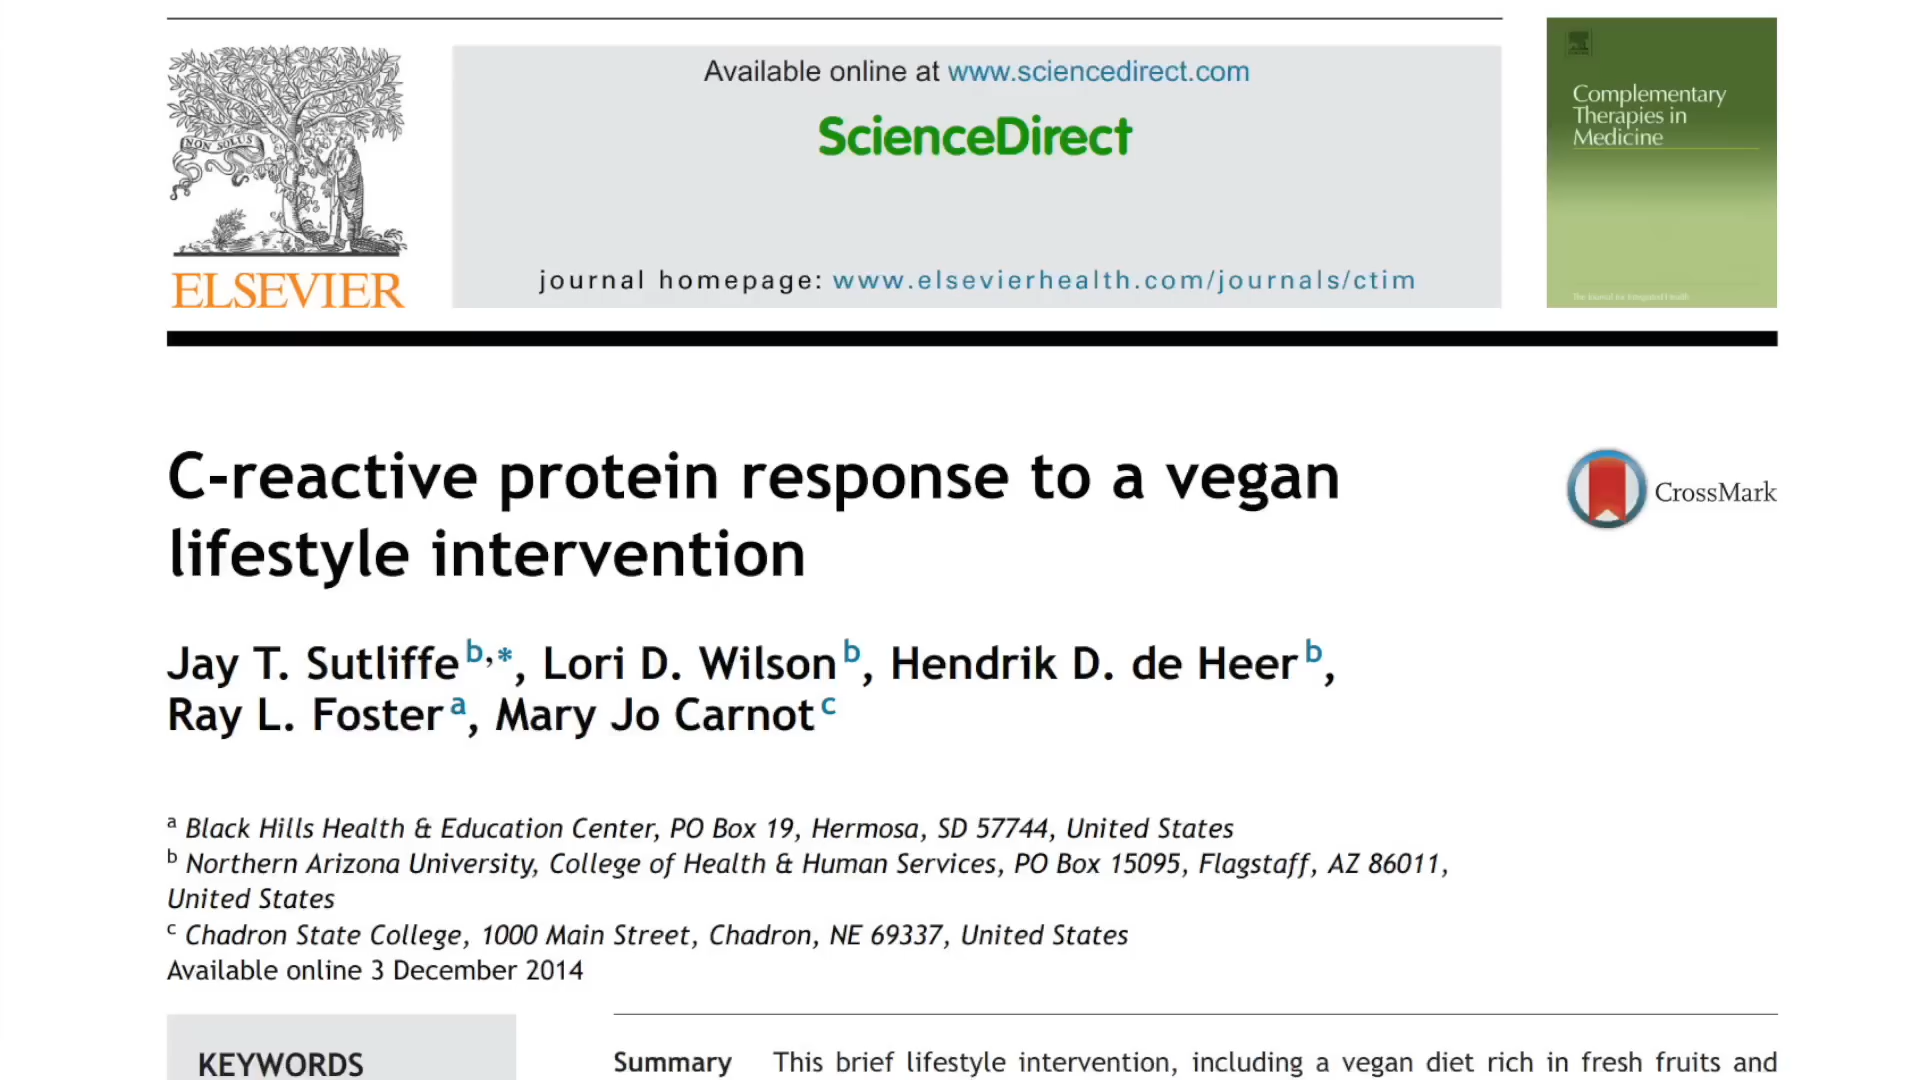 Available online at www.sciencedirect.com
ScienceDirect
journal homepage: www.elsevierhealth.com/journals/ctim
NON SOLUS
ELSEVIER
Complementary
Therapies in
Medicine
The Journal for Integrated Health
C-reactive protein response to a vegan
lifestyle intervention
CrossMark
Jay T. Sutliffe b,*, Lori D. Wilson b, Hendrik D. de Heer b,
Ray L. Foster a, Mary Jo Carnot c
a Black Hills Health & Education Center, PO Box 19, Hermosa, SD 57744, United States
b Northern Arizona University, College of Health & Human Services, PO Box 15095, Flagstaff, AZ 86011,
United States
c Chadron State College, 1000 Main Street, Chadron, NE 69337, United States
Available online 3 December 2014
KEYWORDS
Summary This brief lifestyle intervention, including a vegan diet rich in fresh fruits and